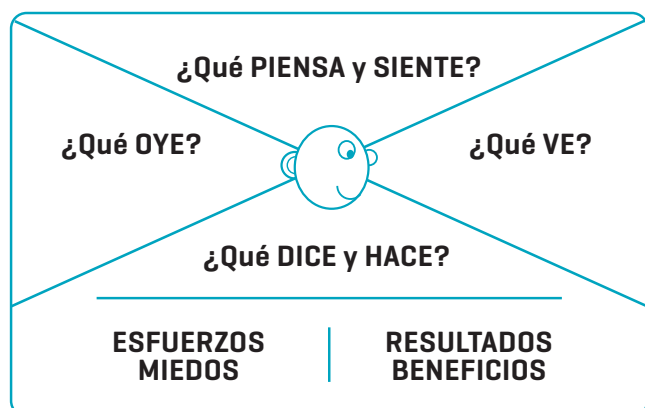 ¿Qué PIENSA y SIENTE?
¿Qué OYE?
¿Qué VE?
¿Qué DICE y HACE?
ESFUERZOS
MIEDOS
RESULTADOS
BENEFICIOS